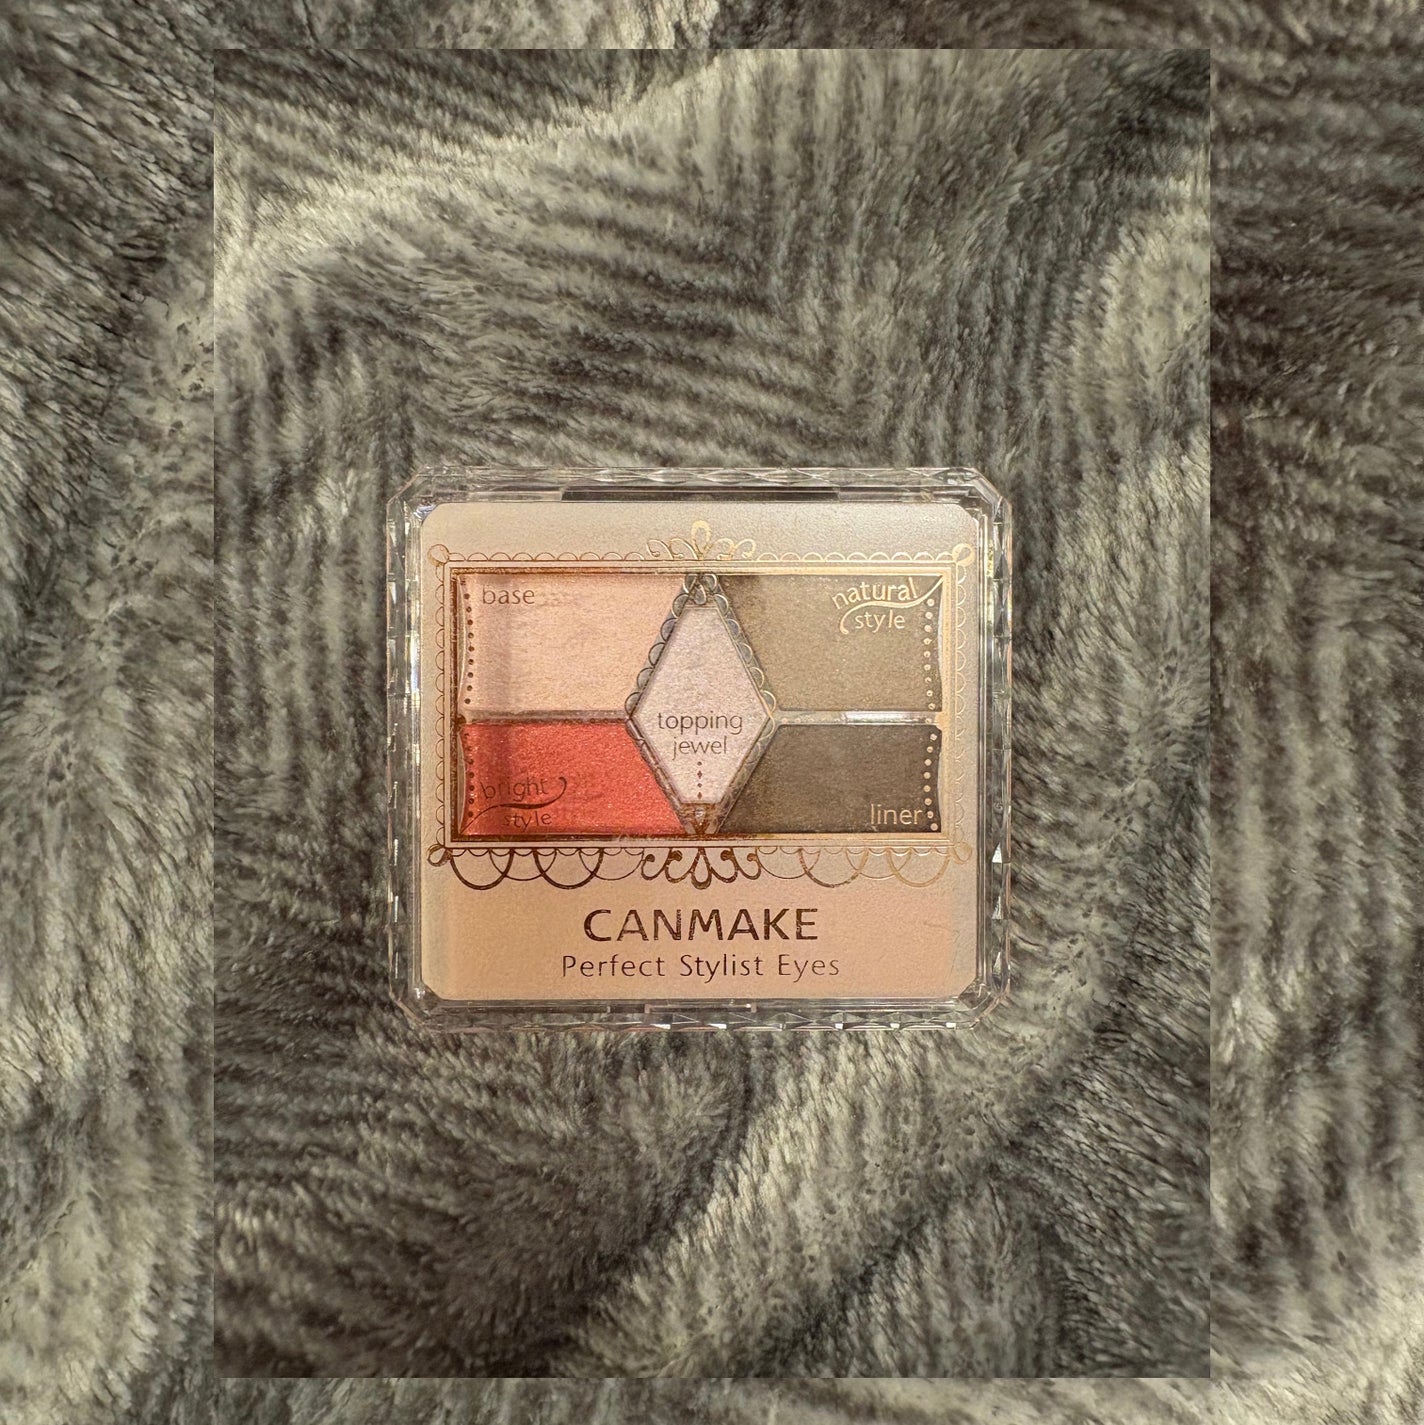 base
natural
style
topping
jewel
bright
style
liner
CANMAKE
Perfect Stylist Eyes